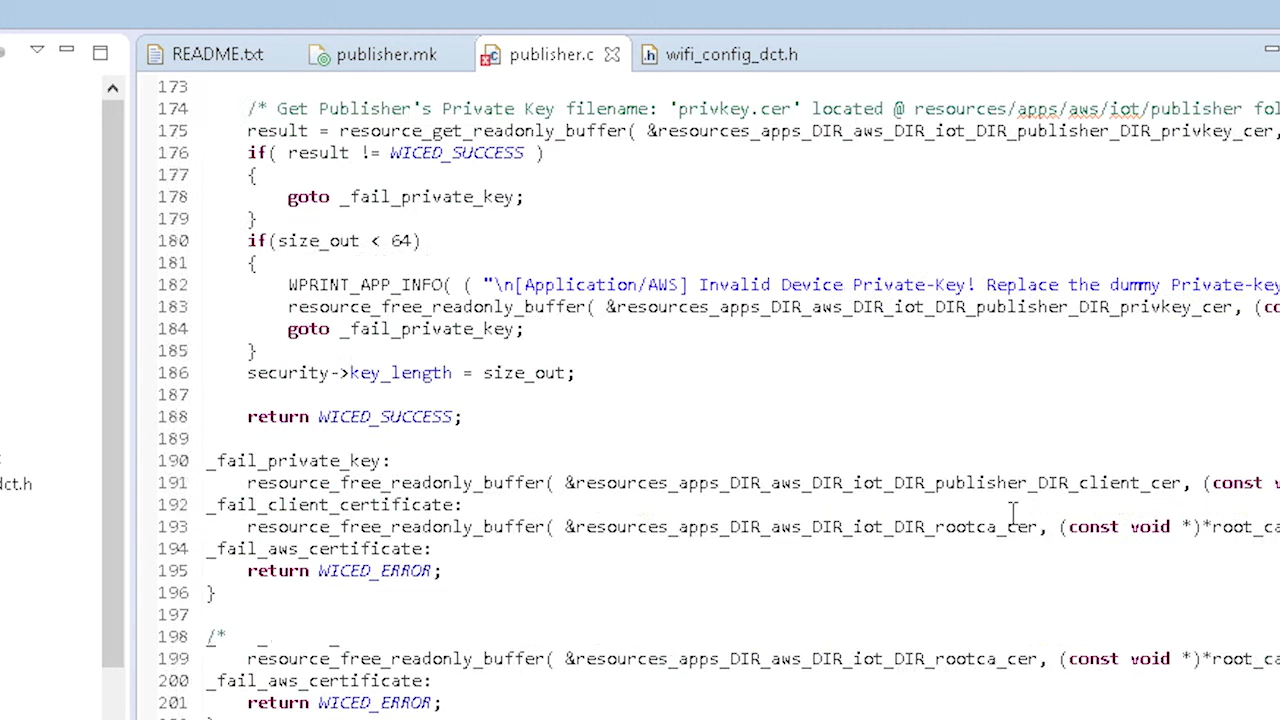 README.txt publisher.mk publisher.c wifi_config_dct.h
173
174 /* Get Publisher's Private Key filename: 'privkey.cer' located @ resources/apps/aws/iot/publisher
175 result = resource_get_readonly_buffer( &resources_apps_DIR_aws_DIR_iot_DIR_publisher_DIR_privkey_cer,
176 if( result != WICED_SUCCESS )
177 {
178 goto _fail_private_key;
179 }
180 if(size_out < 64)
181 {
182 WPRINT_APP_INFO( ( "\n[Application/AWS] Invalid Device Private-Key! Replace the dummy Private-key
183 resource_free_readonly_buffer( &resources_apps_DIR_aws_DIR_iot_DIR_publisher_DIR_privkey_cer, (co
184 goto _fail_private_key;
185 }
186 security->key_length = size_out;
187
188 return WICED_SUCCESS;
189
190 _fail_private_key:
191 resource_free_readonly_buffer( &resources_apps_DIR_aws_DIR_iot_DIR_publisher_DIR_client_cer, (const v
dct.h
192 _fail_client_certificate:
193 resource_free_readonly_buffer( &resources_apps_DIR_aws_DIR_iot_DIR_rootca_cer, (const void *)*root_ca
194 _fail_aws_certificate:
195 return WICED_ERROR;
196 }
197
198 /*
199 resource_free_readonly_buffer( &resources_apps_DIR_aws_DIR_iot_DIR_rootca_cer, (const void *)*root_ca
200 _fail_aws_certificate:
201 return WICED_ERROR;